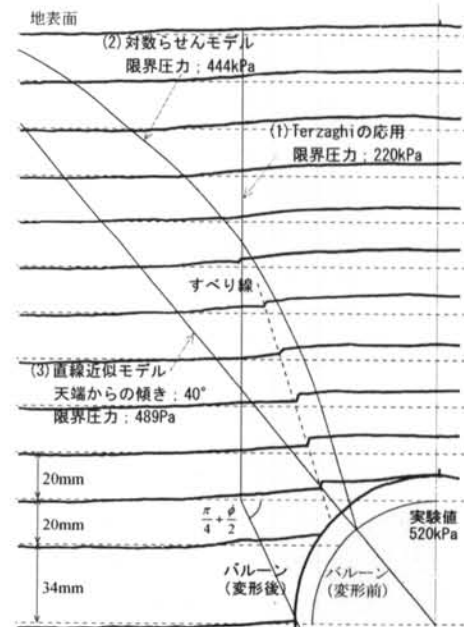 地表面
(2)対数らせんモデル
限界圧力；444kPa
(1)Terzaghiの応用
限界圧力；220kPa
すべり線
(3)直線近似モデル
天端からの傾き；40°
限界圧力；489Pa
20mm
20mm
34mm
π/4 + φ/2
実験値
520kPa
バルーン
(変形後)
バルーン
(変形前)